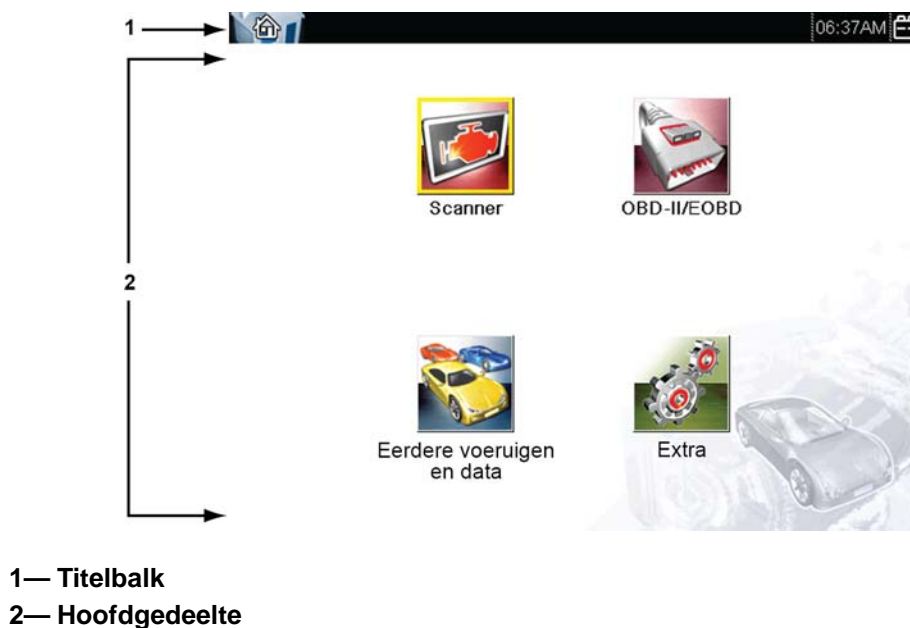 1
06:37AM
Scanner
OBD-II/EOBD
2
Eerdere voeruigen
en data
Extra
1— Titelbalk
2— Hoofdgedeelte